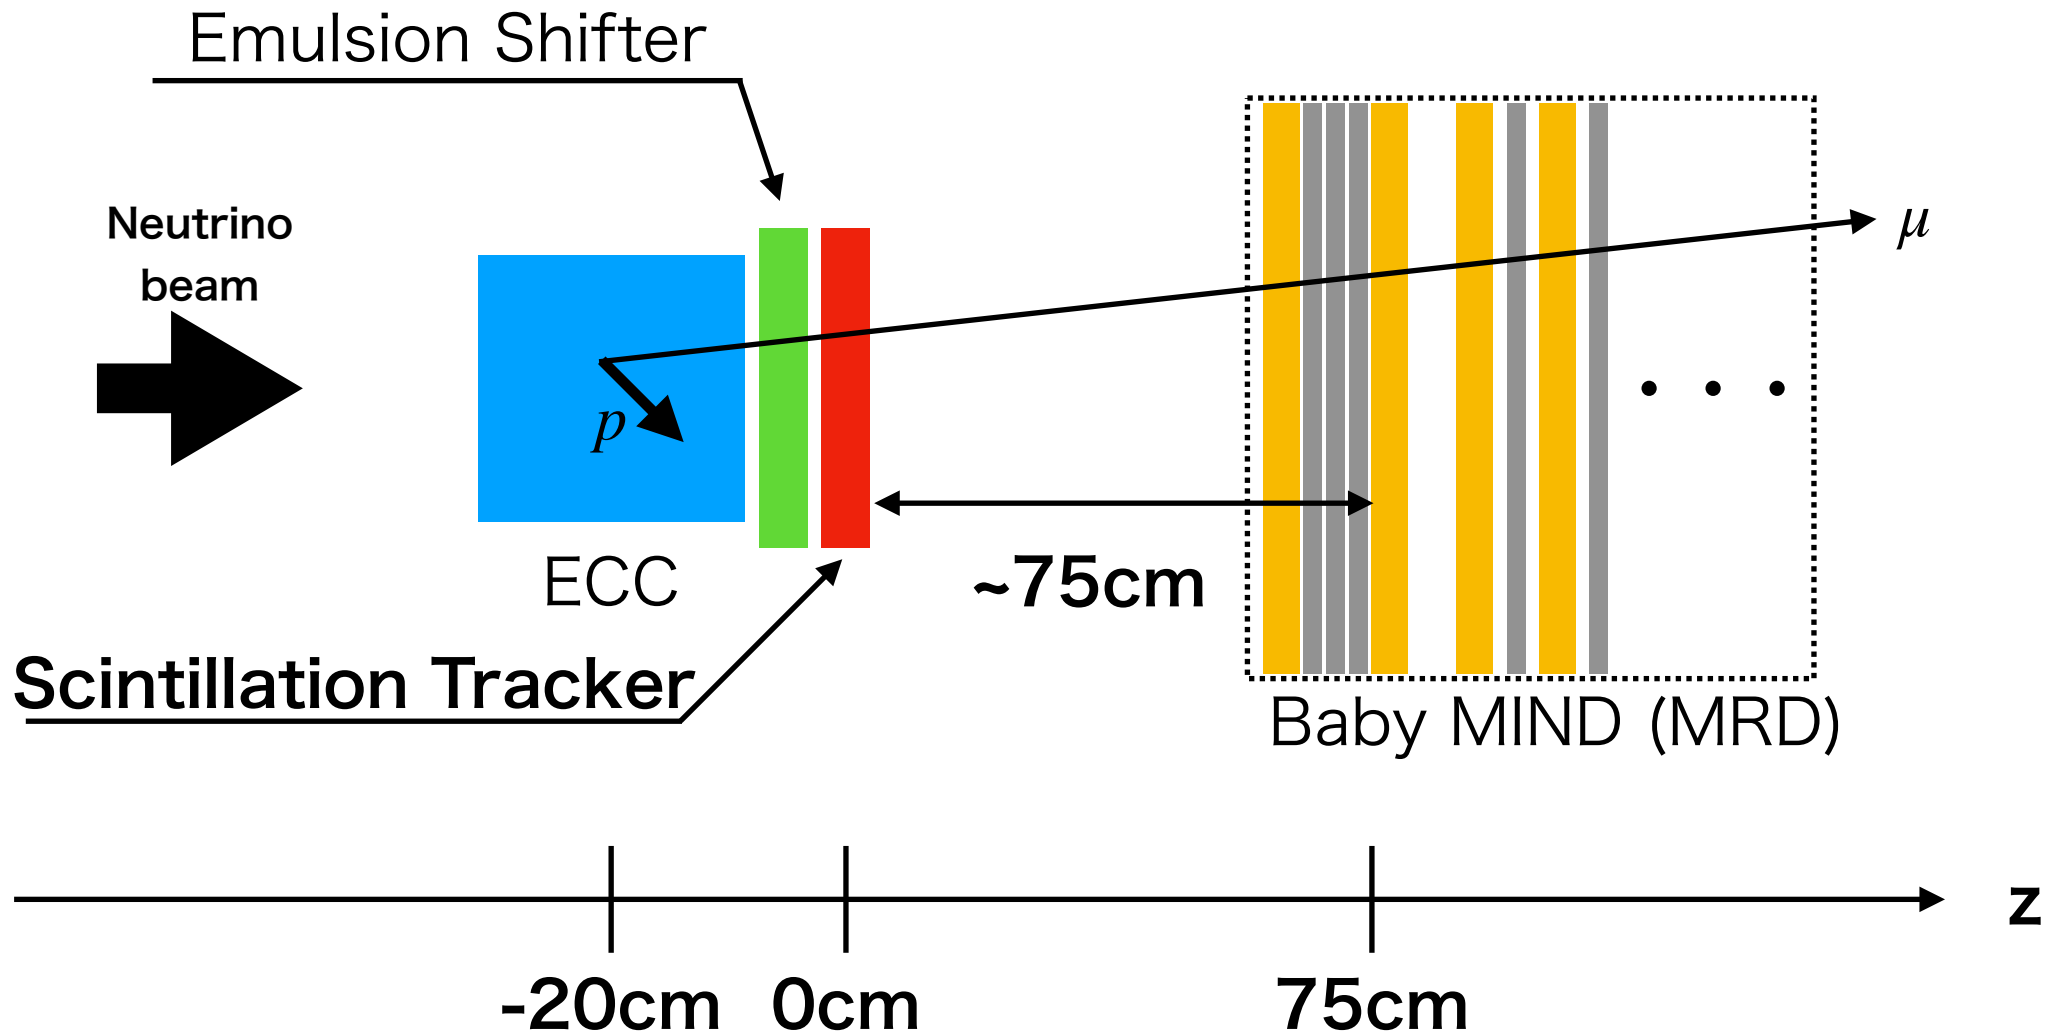 Emulsion Shifter
Neutrino
beam
μ
p
ECC
~75cm
Scintillation Tracker
Baby MIND (MRD)
z
-20cm
0cm
75cm